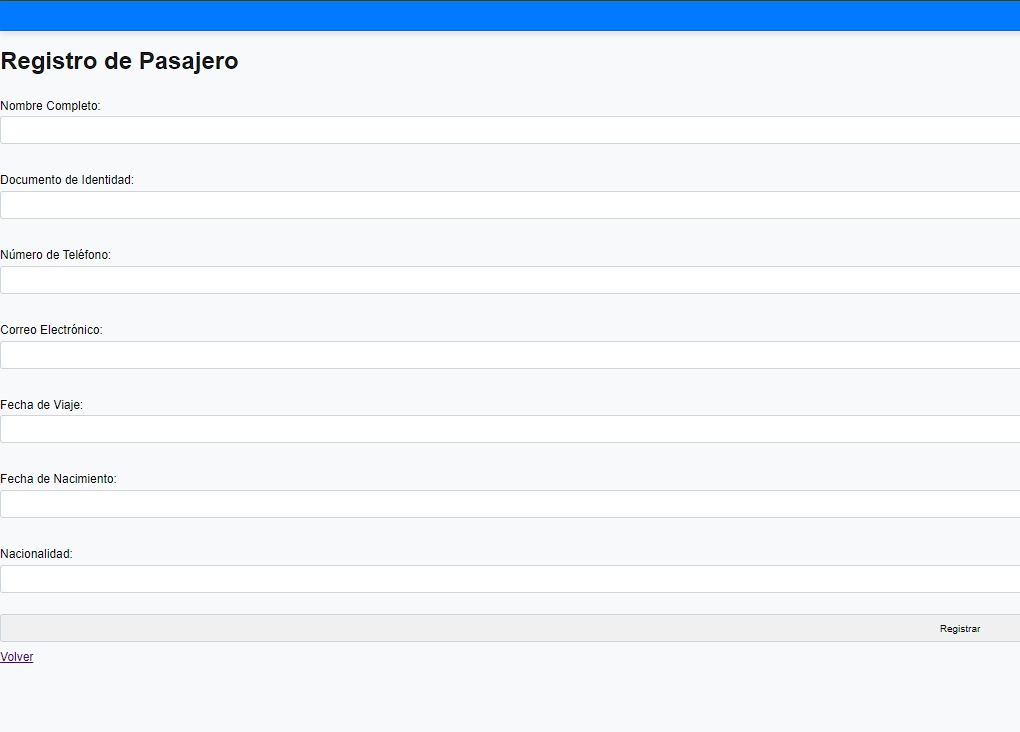 Registro de Pasajero
Nombre Completo:
Documento de Identidad:
Número de Teléfono:
Correo Electrónico:
Fecha de Viaje:
Fecha de Nacimiento:
Nacionalidad:
Registrar
Volver